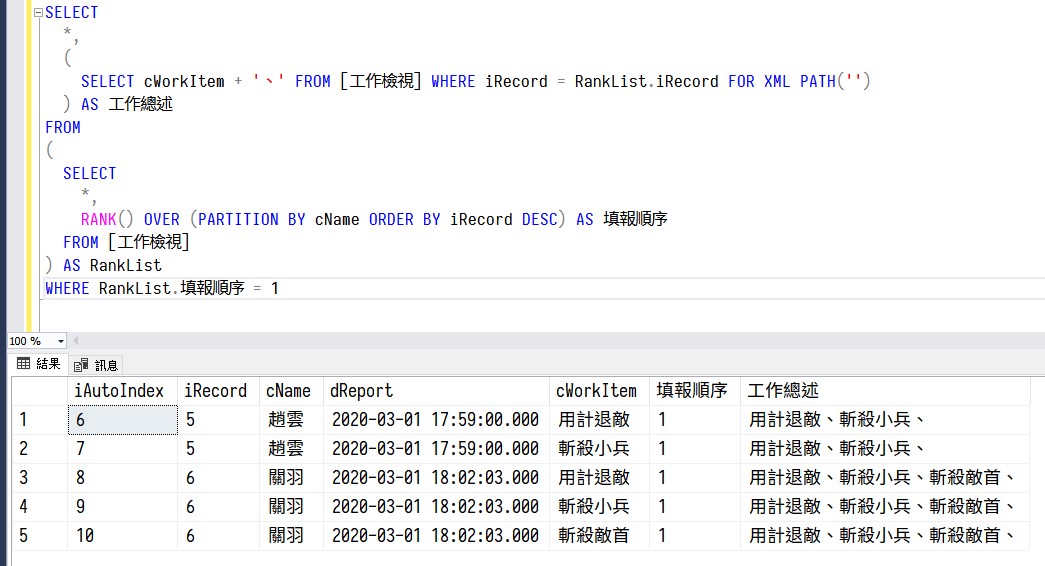 SELECT
*,
(
SELECT cWorkItem + '、' FROM [工作檢視] WHERE iRecord = RankList.iRecord FOR XML PATH('')
) AS 工作總述
FROM
(
SELECT
*,
RANK() OVER (PARTITION BY cName ORDER BY iRecord DESC) AS 填報順序
FROM [工作檢視]
) AS RankList
WHERE RankList.填報順序 = 1
100 %
結果 訊息
iAutoIndex iRecord cName dReport cWorkItem 填報順序 工作總述
1 6 5 趙雲 2020-03-01 17:59:00.000 用計退敵 1 用計退敵、斬殺小兵、
2 7 5 趙雲 2020-03-01 17:59:00.000 斬殺小兵 1 用計退敵、斬殺小兵、
3 8 6 關羽 2020-03-01 18:02:03.000 用計退敵 1 用計退敵、斬殺小兵、斬殺敵首、
4 9 6 關羽 2020-03-01 18:02:03.000 斬殺小兵 1 用計退敵、斬殺小兵、斬殺敵首、
5 10 6 關羽 2020-03-01 18:02:03.000 斬殺敵首 1 用計退敵、斬殺小兵、斬殺敵首、